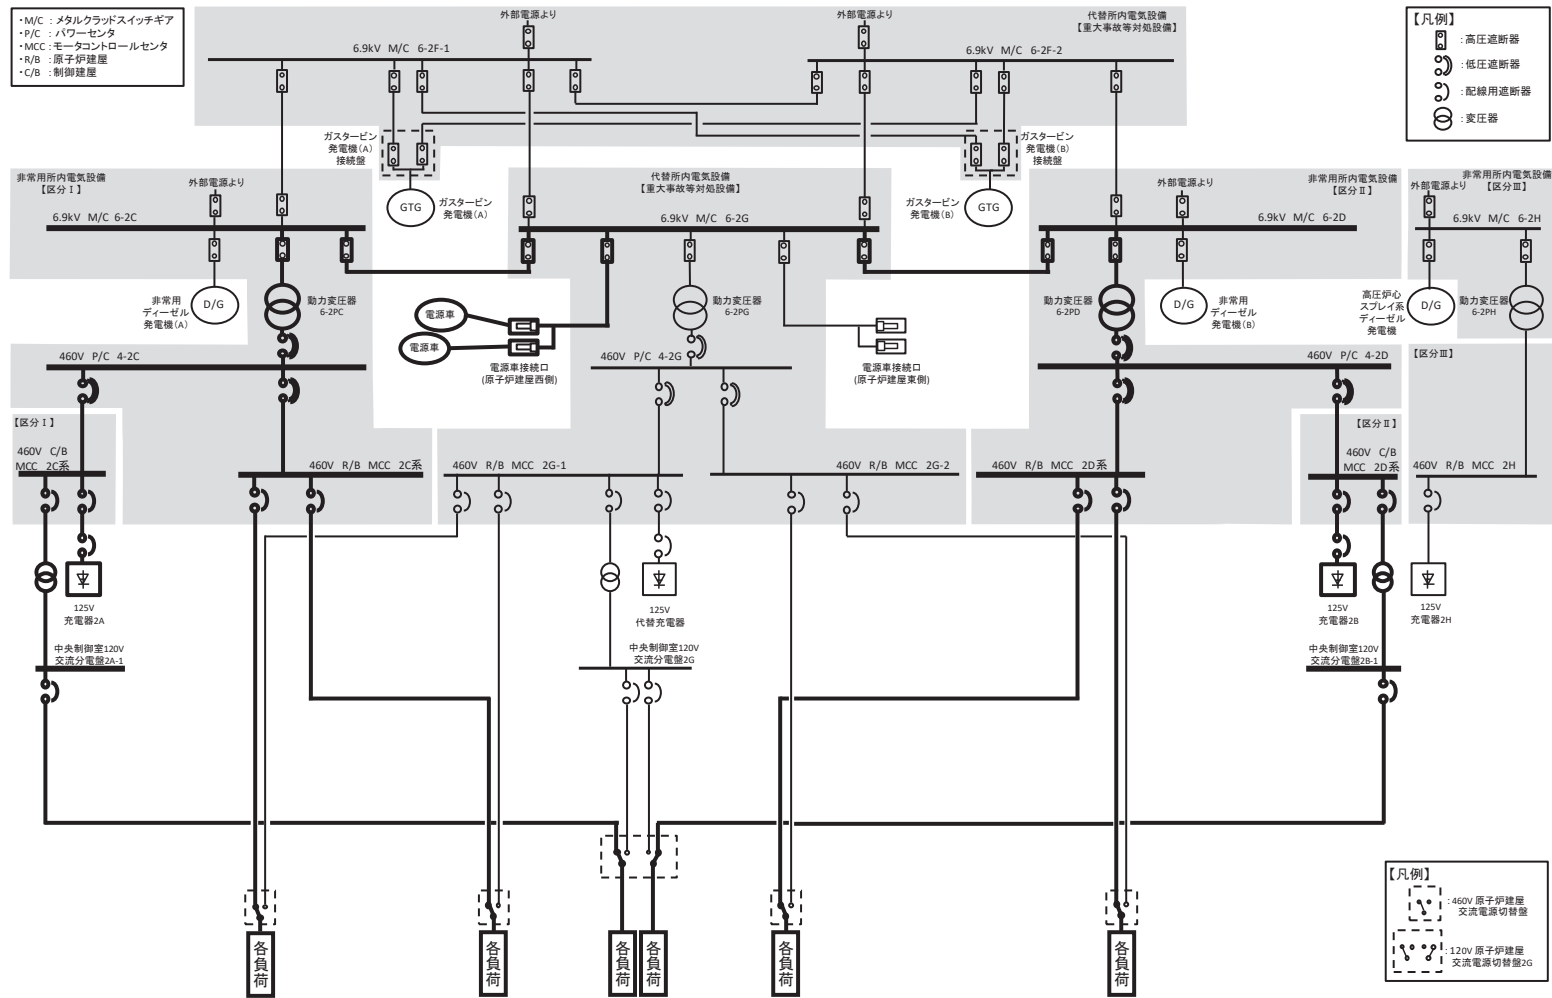 ・M/C : メタルクラッドスイッチギア
・P/C : パワーセンタ
・MCC : モータコントロールセンタ
・R/B : 原子炉建屋
・C/B : 制御建屋
外部電源より
外部電源より
代替所内電気設備
【重大事故等対処設備】
6.9kV M/C 6-2F-1
6.9kV M/C 6-2F-2
【凡例】
: 高圧遮断器
: 低圧遮断器
: 配線用遮断器
: 変圧器
ガスタービン
発電機(A)
接続盤
ガスタービン
発電機(B)
接続盤
非常用所内電気設備
【区分Ⅰ】
外部電源より
6.9kV M/C 6-2C
GTG
ガスタービン
発電機(A)
代替所内電気設備
【重大事故等対処設備】
6.9kV M/C 6-2G
ガスタービン
発電機(B)
GTG
外部電源より
非常用所内電気設備
【区分Ⅱ】
6.9kV M/C 6-2D
非常用所内電気設備
【区分Ⅲ】
外部電源より
6.9kV M/C 6-2H
非常用
ディーゼル
発電機(A)
D/G
動力変圧器
6-2PC
電源車
電源車
電源車接続口
(原子炉建屋西側)
動力変圧器
6-2PG
電源車接続口
(原子炉建屋東側)
動力変圧器
6-2PD
D/G
非常用
ディーゼル
発電機(B)
高圧炉心
スプレイ系
ディーゼル
発電機
D/G
動力変圧器
6-2PH
460V P/C 4-2C
460V P/C 4-2G
460V P/C 4-2D
【区分Ⅲ】
【区分Ⅰ】
460V C/B
MCC 2C系
460V R/B MCC 2C系
460V R/B MCC 2G-1
460V R/B MCC 2G-2
460V R/B MCC 2D系
【区分Ⅱ】
460V C/B
MCC 2D系
460V R/B MCC 2H
125V
充電器2A
125V
代替充電器
125V
充電器2B
125V
充電器2H
中央制御室120V
交流分電盤2A-1
中央制御室120V
交流分電盤2G
中央制御室120V
交流分電盤2B-1
各負荷
各負荷
各負荷
各負荷
各負荷
各負荷
【凡例】
: 460V 原子炉建屋
交流電源切替盤
: 120V 原子炉建屋
交流電源切替盤2G